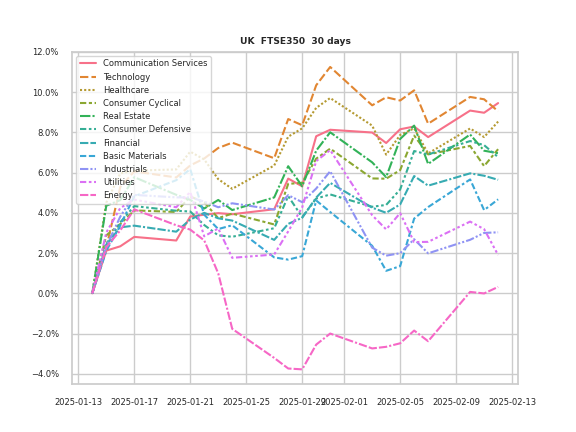 UK  FTSE350  30 days
12.0%
10.0%
8.0%
6.0%
4.0%
2.0%
0.0%
−2.0%
−4.0%
Communication Services
Technology
Healthcare
Consumer Cyclical
Real Estate
Consumer Defensive
Financial
Basic Materials
Industrials
Utilities
Energy
2025-01-13 2025-01-17 2025-01-21 2025-01-25 2025-01-29 2025-02-01 2025-02-05 2025-02-09 2025-02-13